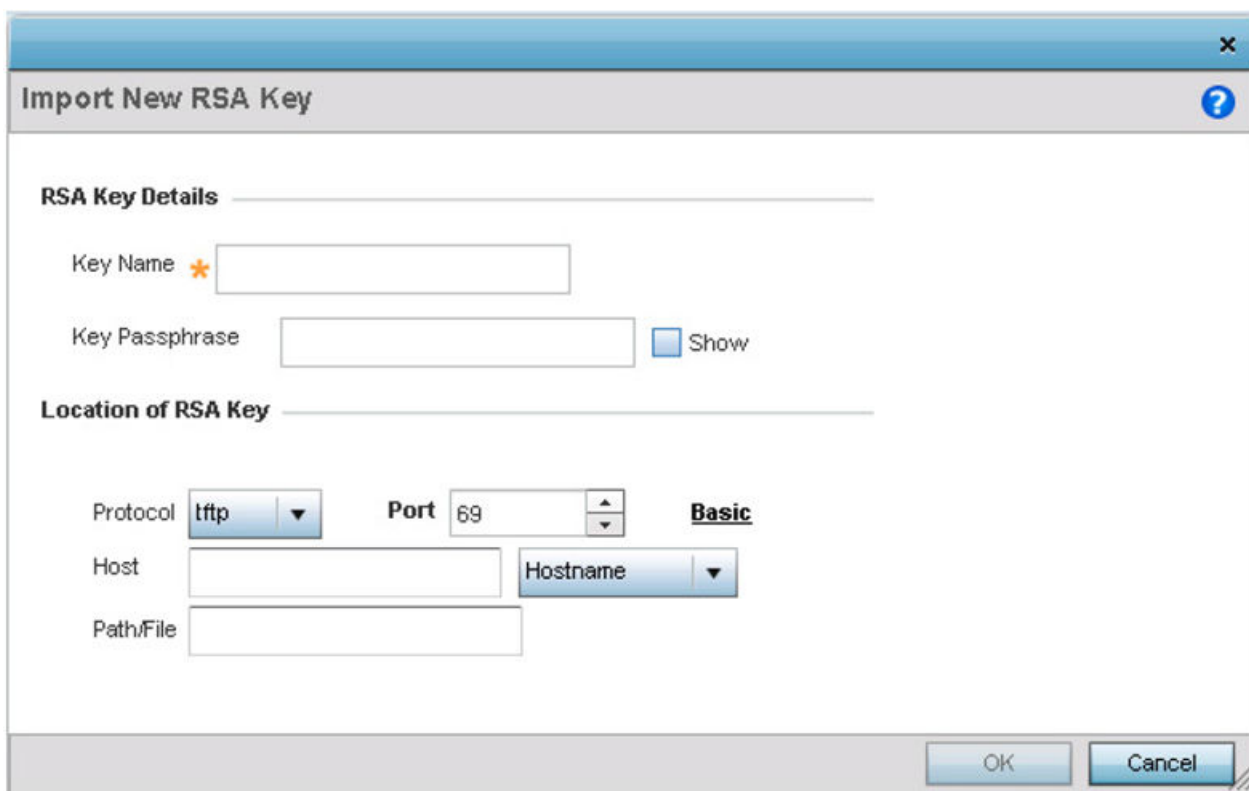 Import New RSA Key
RSA Key Details
Key Name *
Key Passphrase Show
Location of RSA Key
Protocol tftp Port 69 Basic
Host Hostname
Path/File
OK Cancel